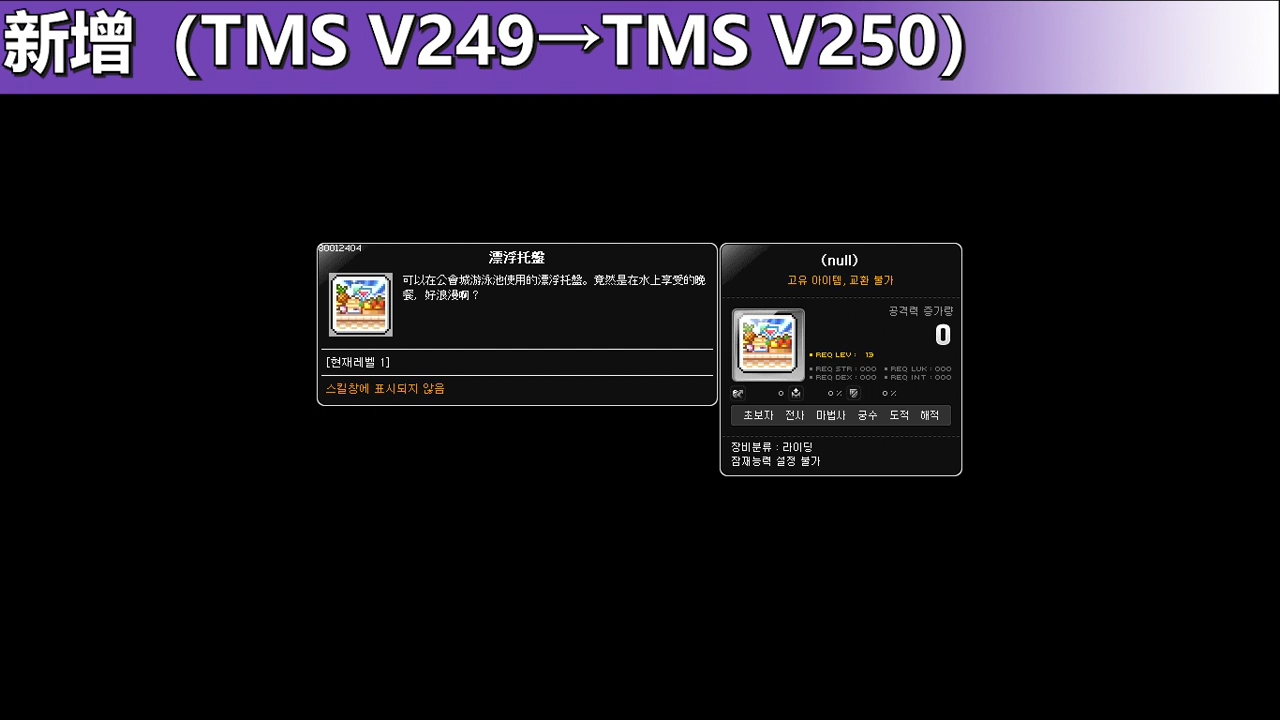 新增（TMS V249→TMS V250）
80012404
漂浮托盤
可以在公會城游泳池使用的漂浮托盤。竟然是在水上享受的晚
餐，好浪漫啊？
[현재레벨 1]
스킬창에 표시되지 않음
(null)
고유 아이템, 교환 불가
공격력 증가량
0
REQ LEV : 13
REQ STR : 000 REQ LUK : 000
REQ DEX : 000 REQ INT : 000
0 0 % 0 %
초보자 전사 마법사 궁수 도적 해적
장비분류 : 라이딩
잠재능력 설정 불가